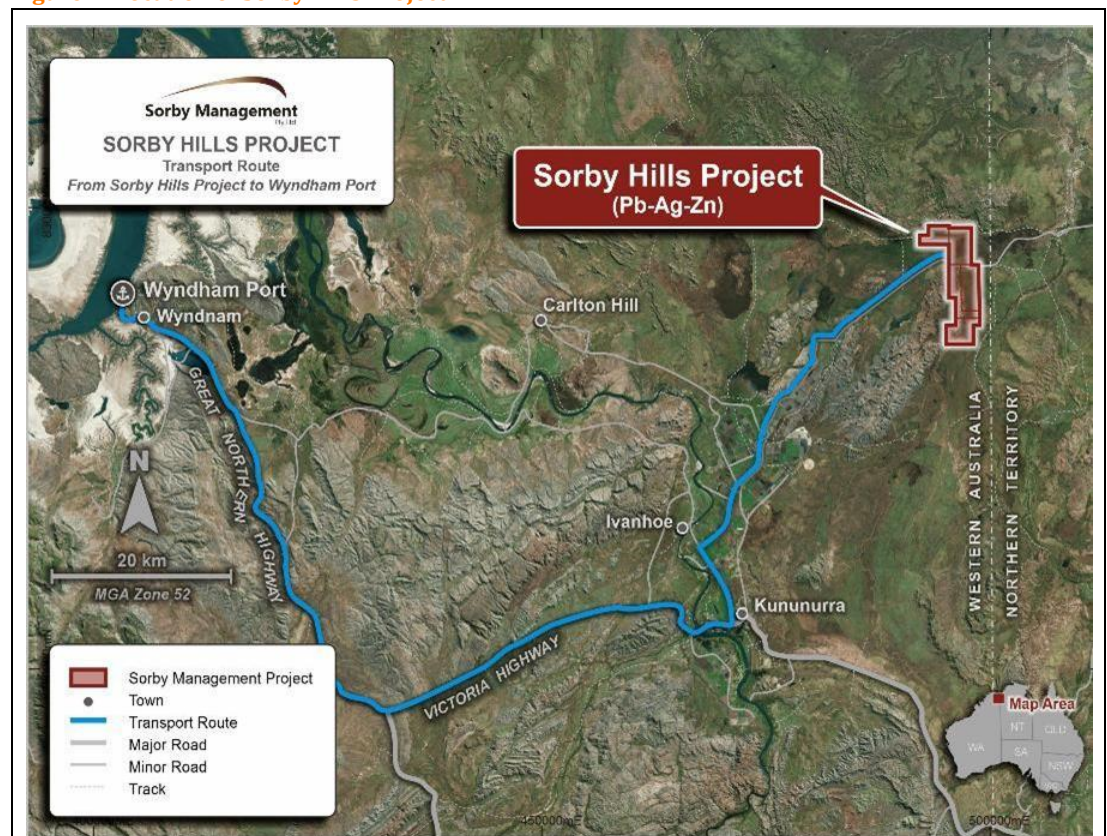 Sorby Management
Pty Ltd
SORBY HILLS PROJECT
Transport Route
From Sorby Hills Project to Wyndham Port
Sorby Hills Project
(Pb-Ag-Zn)
Wyndham Port
Wyndnam
Carlton Hill
GREAT NORTHERN HIGHWAY
N
20 km
MGA Zone 52
Ivanhoe
Kununurra
VICTORIA HIGHWAY
WESTERN AUSTRALIA
NORTHERN TERRITORY
Sorby Management Project
Town
Transport Route
Major Road
Minor Road
Track
Map Area
WA
NT
QLD
SA
NSW
450000mE
500000mE